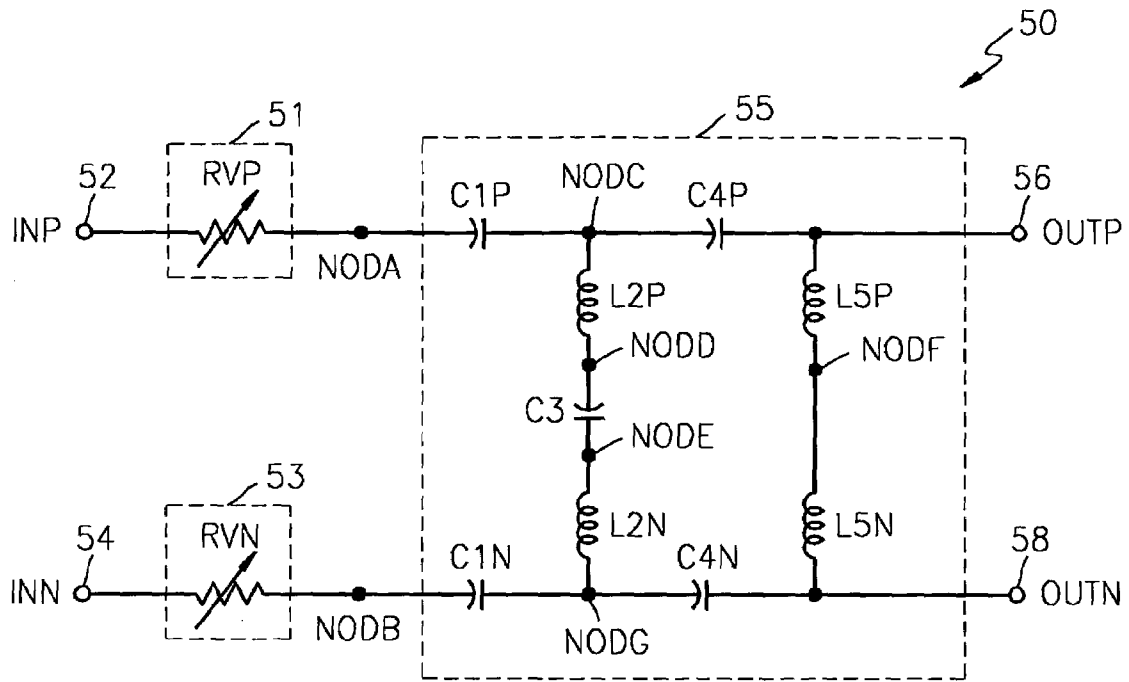 50
51
55
RVP
52
INP
NODA
C1P
NODC
C4P
56
OUTP
L2P
L5P
NODD
NODF
C3
NODE
53
RVN
54
INN
NODB
C1N
L2N
NODG
C4N
L5N
58
OUTN